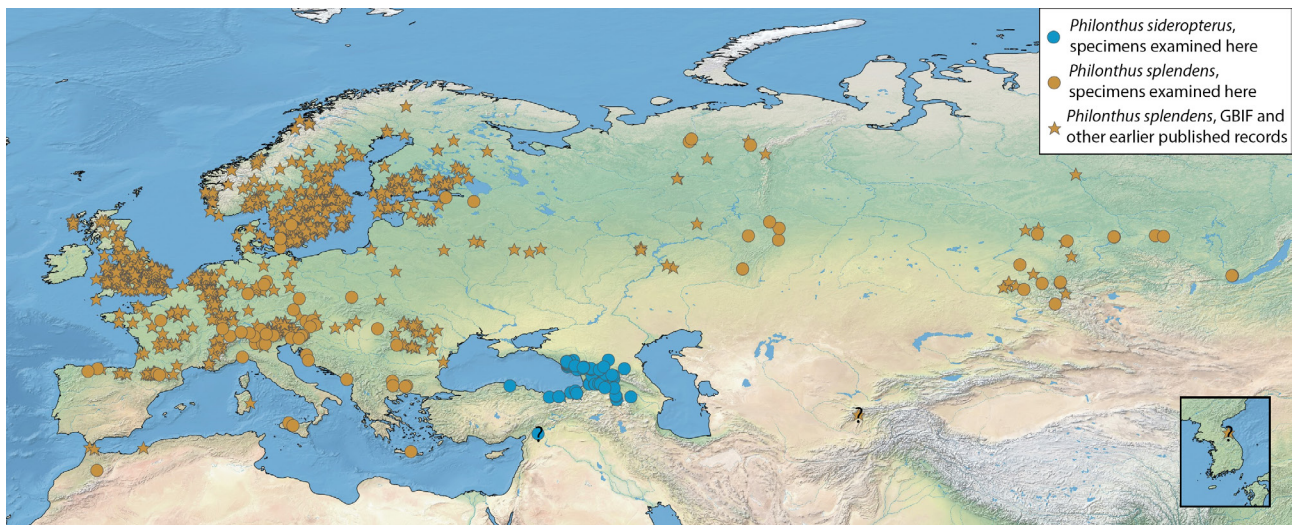 Philonthus sideropterus,
specimens examined here
Philonthus splendens,
specimens examined here
Philonthus splendens, GBIF and
other earlier published records
?
?
?